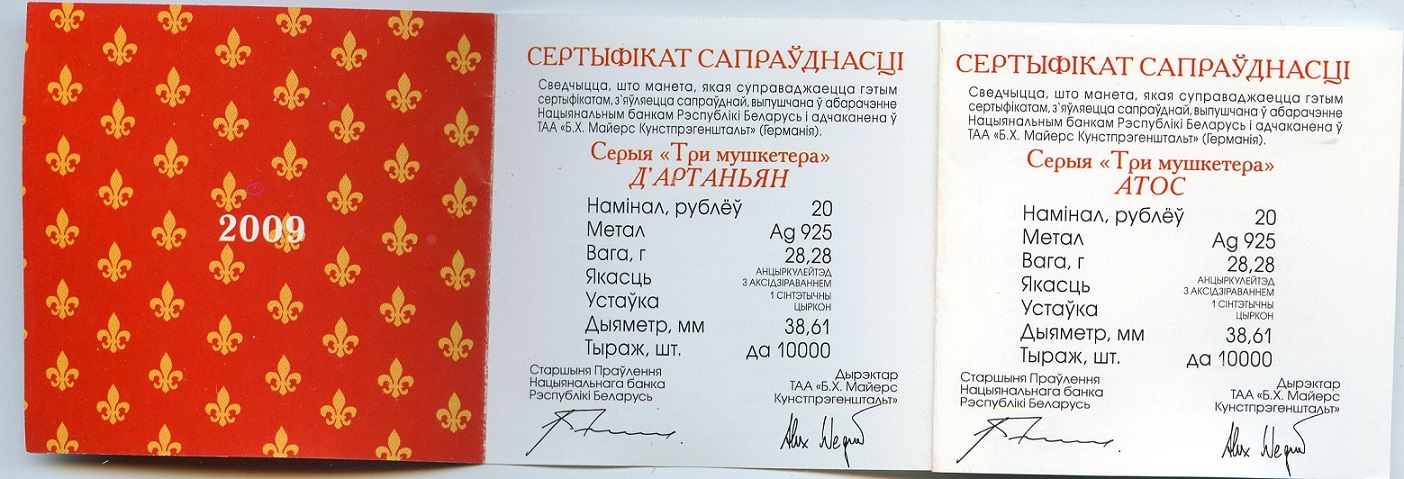 2009
СЕРТЫФІКАТ САПРАЎДНАСЦІ
Сведчыцца, што манета, якая суправаджаецца гэтым
сертыфікатам, з`яўляецца сапраўднай, выпушчана ў абарачэнне
Нацыянальным банкам Рэспублікі Беларусь і адчаканена ў
ТАА «Б.Х. Майерс Кунстпрэгенштальт» (Германія).
Серыя «Три мушкетера»
Д'АРТАНЬЯН
Намінал, рублёў 20
Метал Ag 925
Вага, г 28,28
Якасць АНЦЫРКУЛЕЙТЭД
З АКСІДЗІРАВАННЕМ
Устаўка 1 СІНТЭТЫЧНЫ
ЦЫРКОН
Дыяметр, мм 38,61
Тыраж, шт. да 10000
Старшыня Праўлення
Нацыянальнага банка
Рэспублікі Беларусь
Дырэктар
ТАА «Б.Х. Майерс
Кунстпрэгенштальт»
СЕРТЫФІКАТ САПРАЎДНАСЦІ
Сведчыцца, што манета, якая суправаджаецца гэтым
сертыфікатам, з`яўляецца сапраўднай, выпушчана ў абарачэнне
Нацыянальным банкам Рэспублікі Беларусь і адчаканена ў
ТАА «Б.Х. Майерс Кунстпрэгенштальт» (Германія).
Серыя «Три мушкетера»
АТОС
Намінал, рублёў 20
Метал Ag 925
Вага, г 28,28
Якасць АНЦЫРКУЛЕЙТЭД
З АКСІДЗІРАВАННЕМ
Устаўка 1 СІНТЭТЫЧНЫ
ЦЫРКОН
Дыяметр, мм 38,61
Тыраж, шт. да 10000
Старшыня Праўлення
Нацыянальнага банка
Рэспублікі Беларусь
Дырэктар
ТАА «Б.Х. Майерс
Кунстпрэгенштальт»